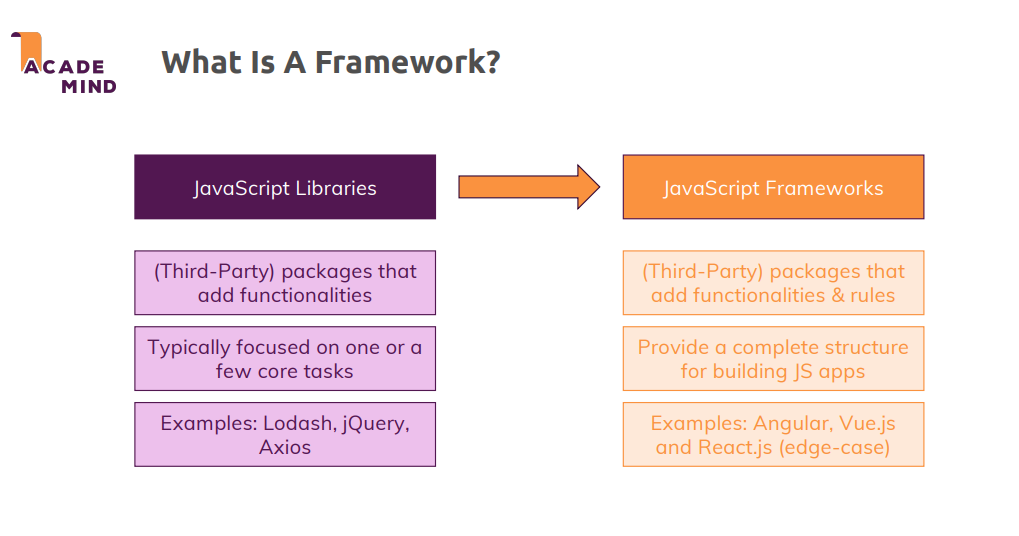 ACADE
MIND
What Is A Framework?
JavaScript Libraries
JavaScript Frameworks
(Third-Party) packages that
add functionalities
(Third-Party) packages that
add functionalities & rules
Typically focused on one or a
few core tasks
Provide a complete structure
for building JS apps
Examples: Lodash, jQuery,
Axios
Examples: Angular, Vue.js
and React.js (edge-case)